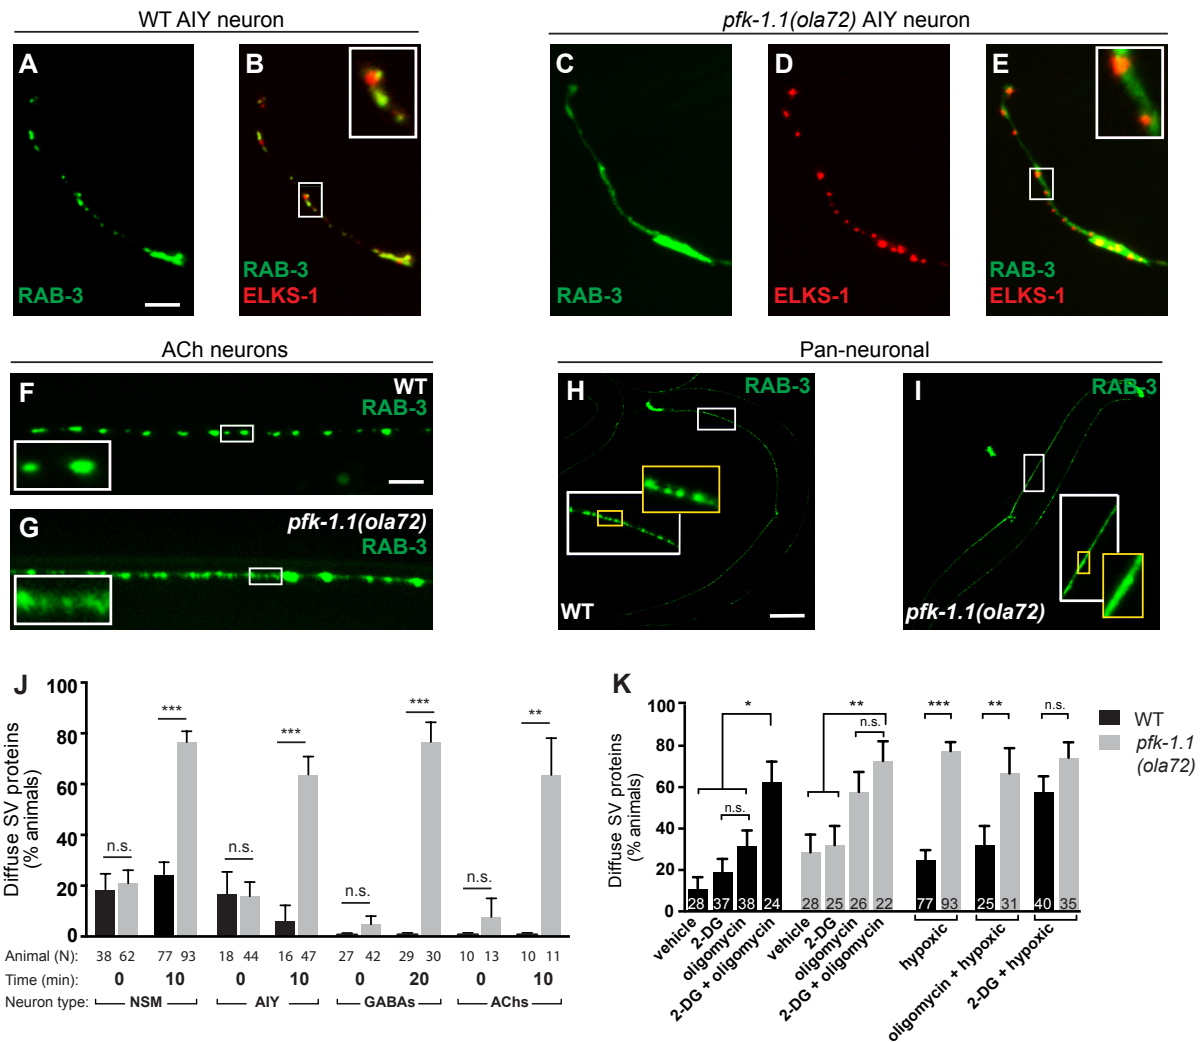 WT AIY neuron
pfk-1.1(ola72) AIY neuron
A
RAB-3
B
RAB-3
ELKS-1
C
RAB-3
D
ELKS-1
E
RAB-3
ELKS-1
ACh neurons
Pan-neuronal
F
WT
RAB-3
G
pfk-1.1(ola72)
RAB-3
H
RAB-3
WT
I
RAB-3
pfk-1.1(ola72)
J
Diffuse SV proteins
(% animals)
100
80
60
40
20
0
n.s.
***
n.s.
***
n.s.
***
n.s.
**
Animal (N): 38 62 77 93 18 44 16 47 27 42 29 30 10 13 10 11
Time (min): 0 10 0 10 0 20 0 10
Neuron type: NSM AIY GABAs AChs
K
Diffuse SV proteins
(% animals)
100
80
60
40
20
0
*
n.s.
**
n.s.
***
**
n.s.
WT
pfk-1.1
(ola72)
28 37 38 24 28 25 26 22 77 93 25 31 40 35
vehicle
2-DG
oligomycin
2-DG + oligomycin
vehicle
2-DG
oligomycin
2-DG + oligomycin
hypoxic
oligomycin + hypoxic
2-DG + hypoxic